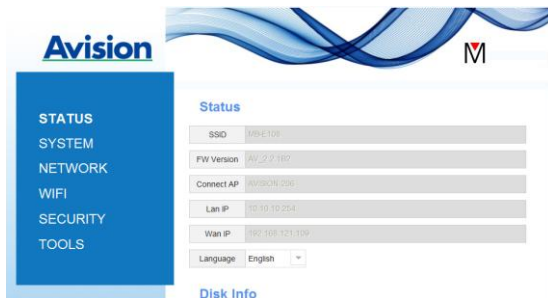 Avision
STATUS
SYSTEM
NETWORK
WIFI
SECURITY
TOOLS
Status
SSID
FW Version
Connect AP
Lan IP 10.10.10.204
Wan IP
Language English
Disk Info